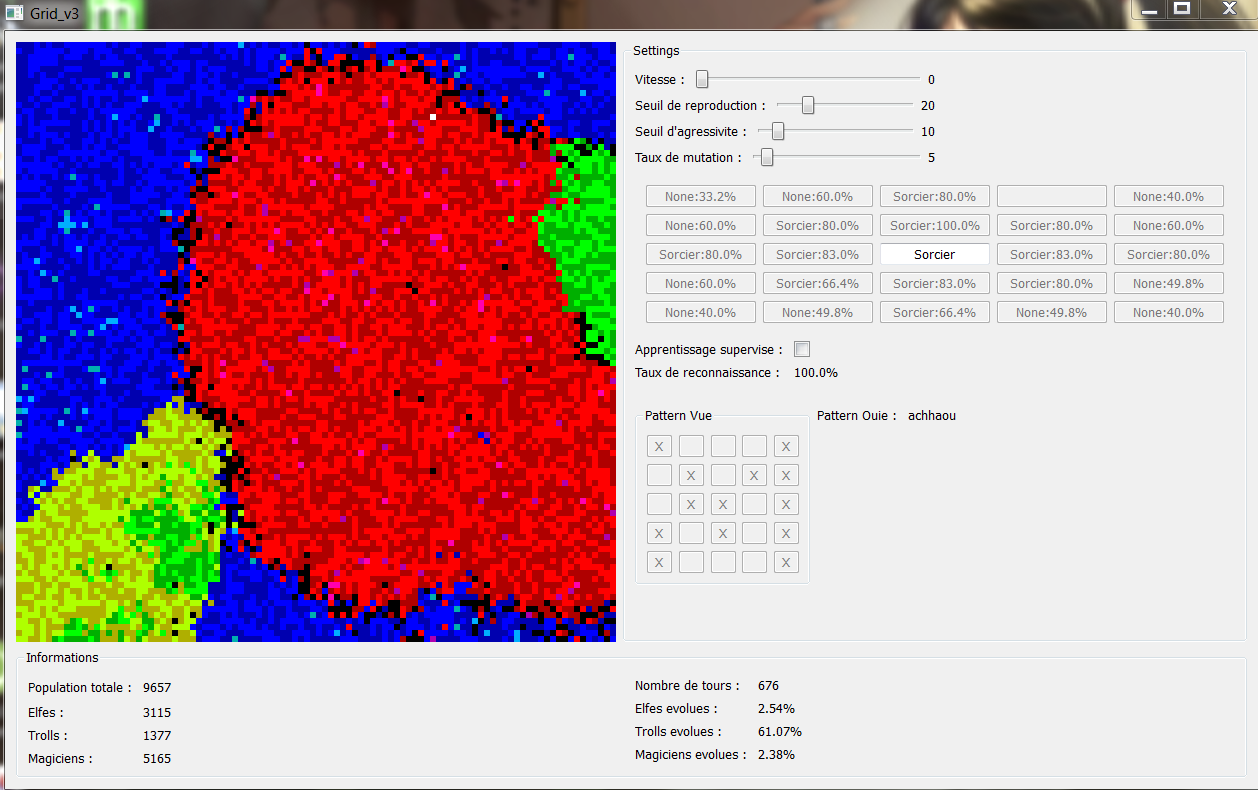 Grid_v3
Settings
Vitesse : 0
Seuil de reproduction : 20
Seuil d'agressivite : 10
Taux de mutation : 5
None:33.2% None:60.0% Sorcier:80.0% None:40.0%
None:60.0% Sorcier:80.0% Sorcier:100.0% Sorcier:80.0% None:60.0%
Sorcier:80.0% Sorcier:83.0% Sorcier Sorcier:83.0% Sorcier:80.0%
None:60.0% Sorcier:66.4% Sorcier:83.0% Sorcier:80.0% None:49.8%
None:40.0% None:49.8% Sorcier:66.4% None:49.8% None:40.0%
Apprentissage supervise :
Taux de reconnaissance : 100.0%
Pattern Vue Pattern Ouie : achhaou
X X
X X X
X X X
X X X
X X
Informations
Population totale : 9657
Elfes : 3115
Trolls : 1377
Magiciens : 5165
Nombre de tours : 676
Elfes evolues : 2.54%
Trolls evolues : 61.07%
Magiciens evolues : 2.38%